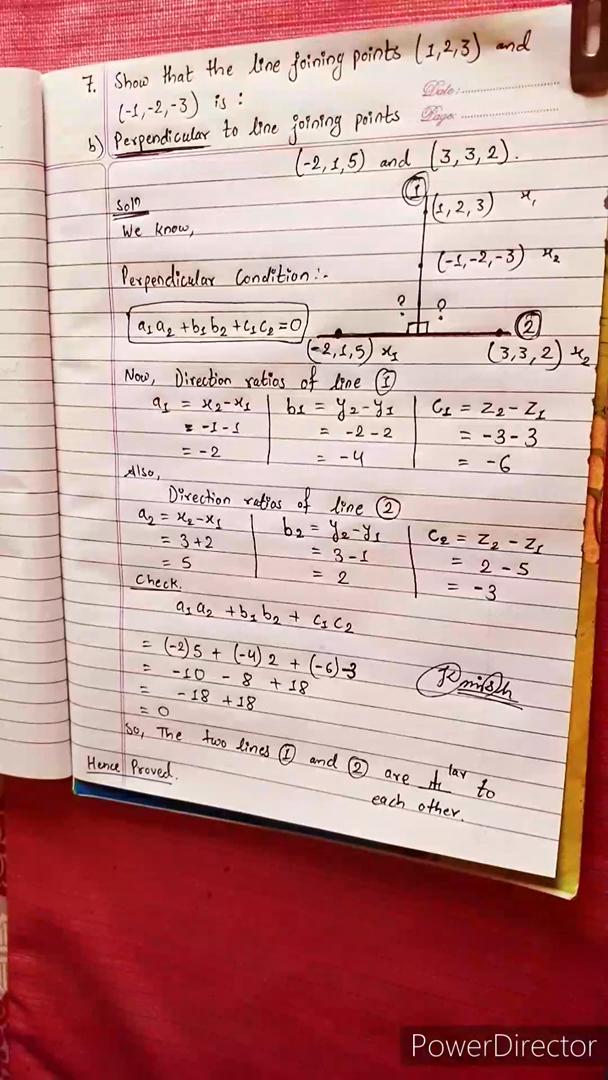 7. Show that the line joining points (1,2,3) and
(-1,-2,-3) is :
Date:
b) Perpendicular to line joining points
Page:
(-2,1,5) and (3,3,2).
Solⁿ
We know,
Perpendicular Condition:-
a₁a₂ + b₁b₂ + c₁c₂ = 0
①
(1,2,3) x₁
(-1,-2,-3) x₂
? ?
②
(-2,1,5) x₁ (3,3,2) x₂
Now, Direction ratios of line ①
a₁ = x₂-x₁ | b₁ = y₂-y₁ | c₁ = z₂-z₁
= -1-1 | = -2-2 | = -3-3
= -2 | = -4 | = -6
Also,
Direction ratios of line ②
a₂ = x₂-x₁ | b₂ = y₂-y₁ | c₂ = z₂-z₁
= 3+2 | = 3-1 | = 2-5
= 5 | = 2 | = -3
Check.
a₁a₂ + b₁b₂ + c₁c₂
= (-2)5 + (-4)2 + (-6)-3
= -10 - 8 + 18
= -18 +18
= 0
So, The two lines ① and ② are ⊥lar to
each other.
Hence Proved.
PowerDirector